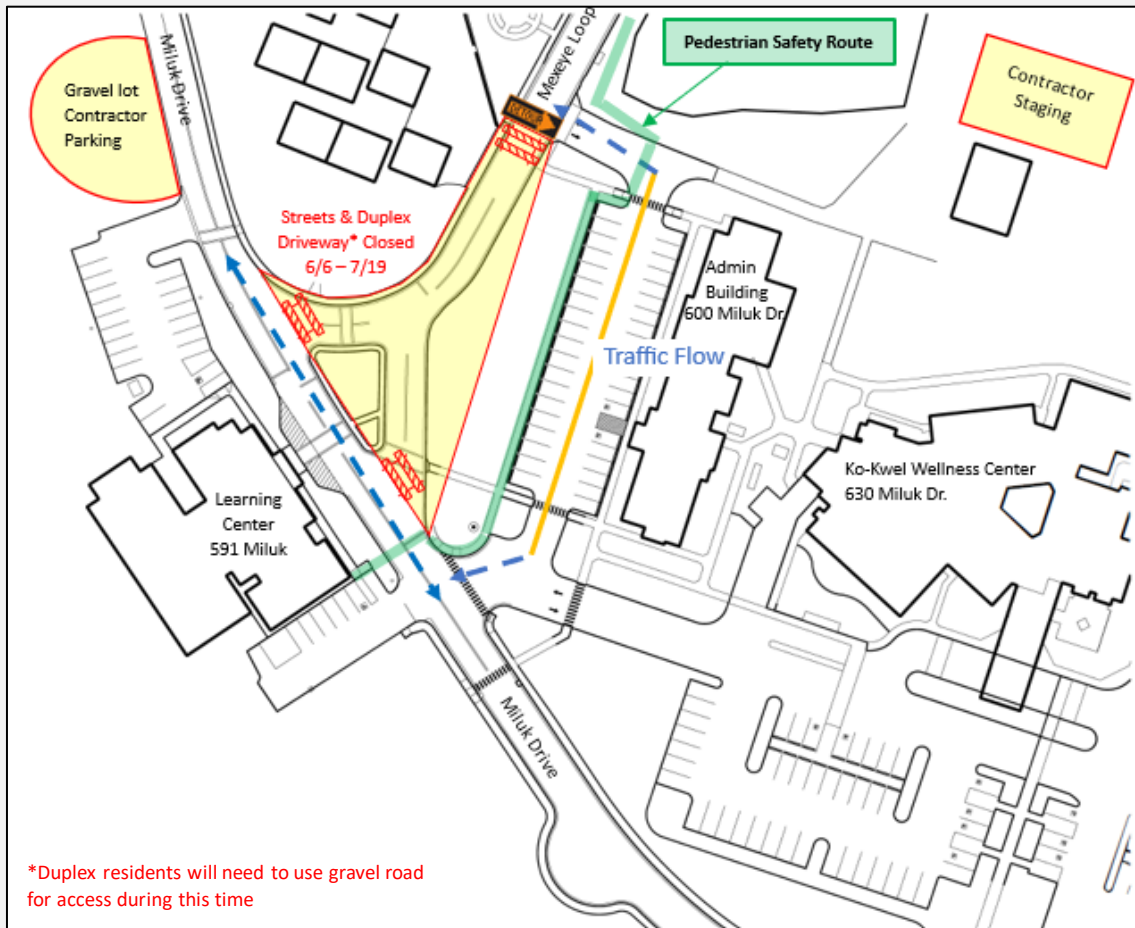 Pedestrian Safety Route
Mexeye Loop
Miluk Drive
Gravel lot
Contractor
Parking
Contractor
Staging
DETOUR
Streets & Duplex
Driveway* Closed
6/6 – 7/19
Admin
Building
600 Miluk Dr.
Traffic Flow
Ko-Kwel Wellness Center
630 Miluk Dr.
Learning
Center
591 Miluk
Miluk Drive
*Duplex residents will need to use gravel road
for access during this time